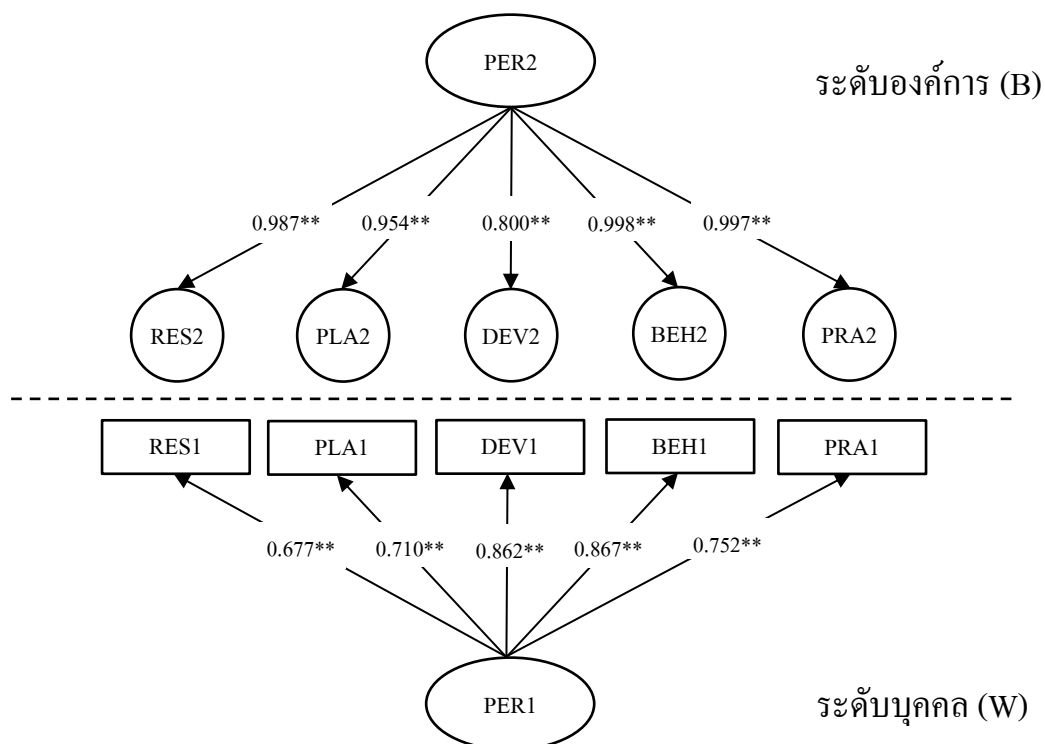 PER2
ระดับองค์การ (B)
0.987** 0.954** 0.800** 0.998** 0.997**
RES2 PLA2 DEV2 BEH2 PRA2
RES1 PLA1 DEV1 BEH1 PRA1
0.677** 0.710** 0.862** 0.867** 0.752**
PER1
ระดับบุคคล (W)